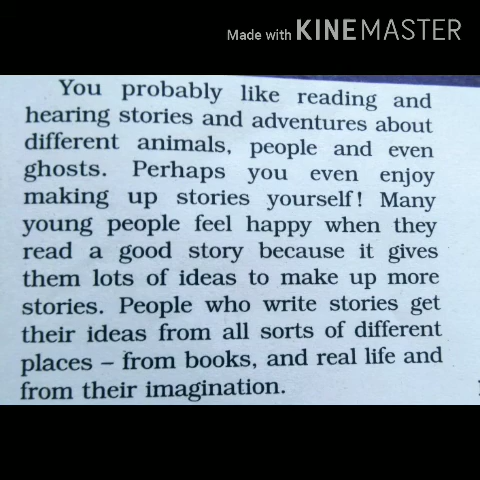 Made with KINEMASTER
You probably like reading and
hearing stories and adventures about
different animals, people and even
ghosts. Perhaps you even enjoy
making up stories yourself! Many
young people feel happy when they
read a good story because it gives
them lots of ideas to make up more
stories. People who write stories get
their ideas from all sorts of different
places – from books, and real life and
from their imagination.